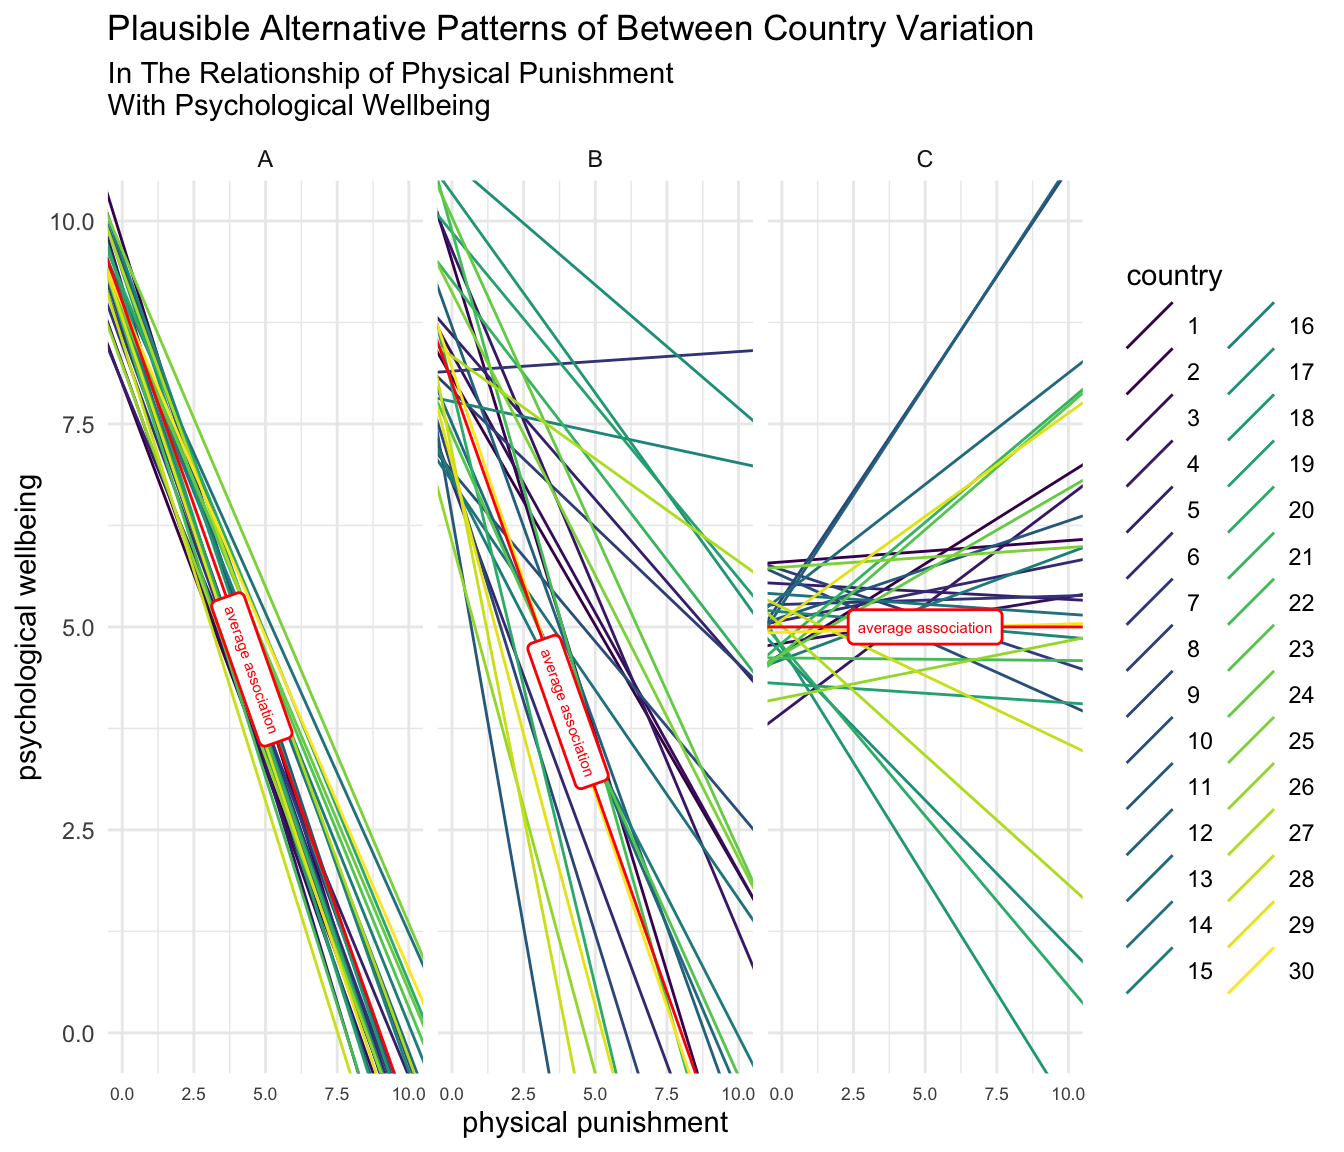 Plausible Alternative Patterns of Between Country Variation
In The Relationship of Physical Punishment
With Psychological Wellbeing
A
B
C
psychological wellbeing
10.0
7.5
5.0
2.5
0.0
average association
average association
average association
0.0 2.5 5.0 7.5 10.0
0.0 2.5 5.0 7.5 10.0
0.0 2.5 5.0 7.5 10.0
physical punishment
country
1
2
3
4
5
6
7
8
9
10
11
12
13
14
15
16
17
18
19
20
21
22
23
24
25
26
27
28
29
30